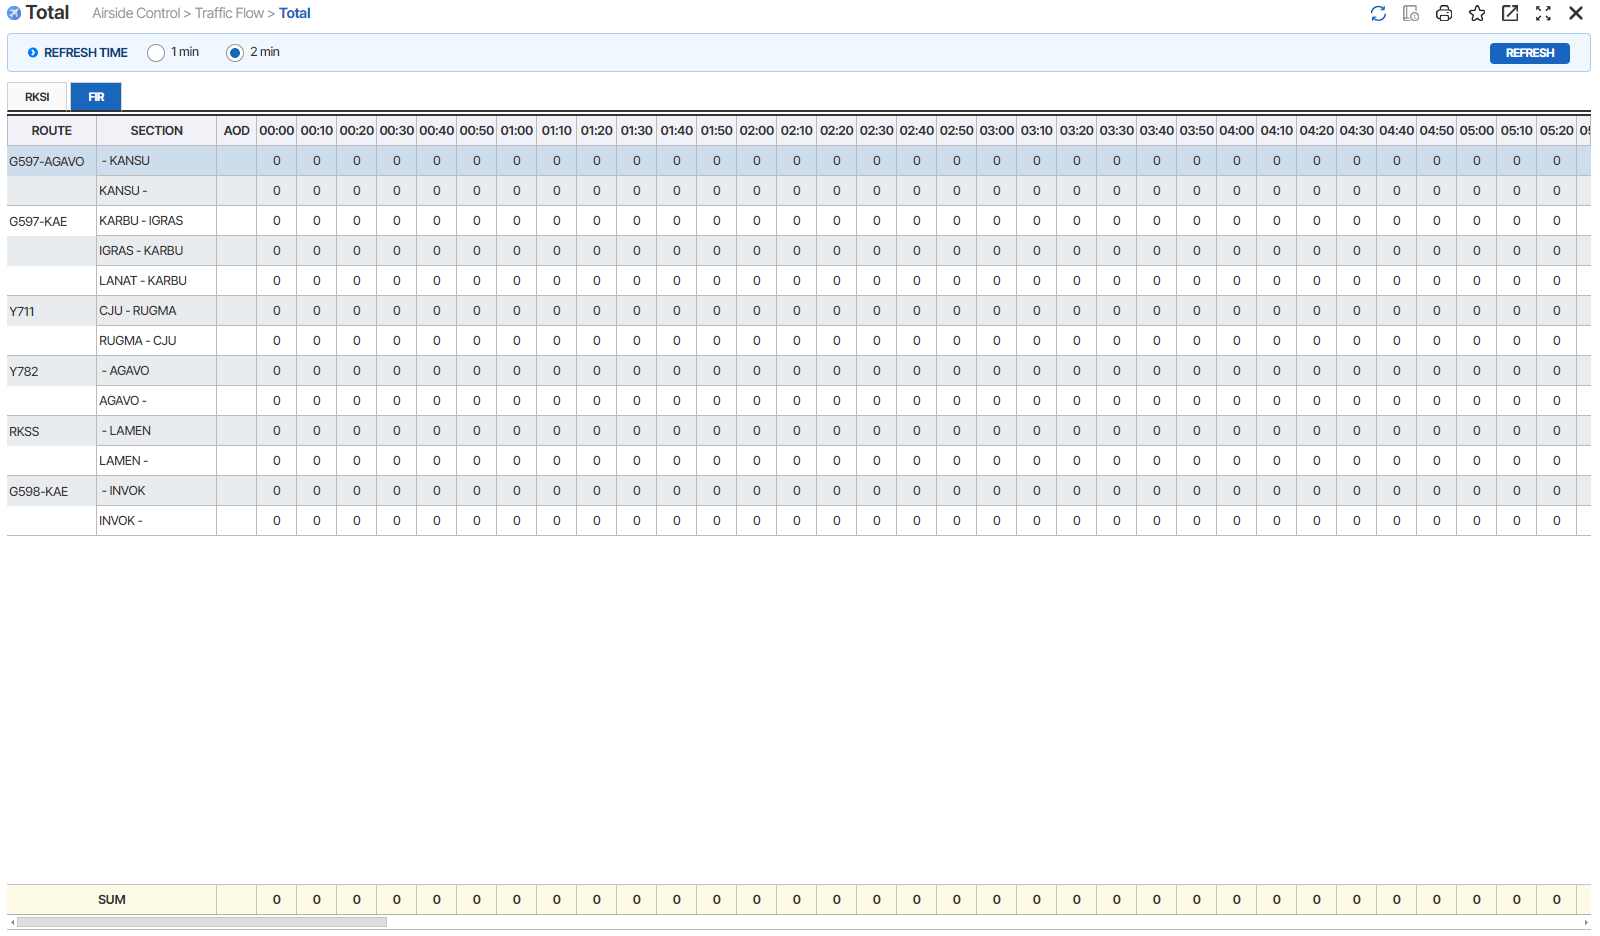 Total Airside Control > Traffic Flow > Total
REFRESH TIME 1 min 2 min REFRESH
RKSI FIR
ROUTE SECTION AOD 00:00 00:10 00:20 00:30 00:40 00:50 01:00 01:10 01:20 01:30 01:40 01:50 02:00 02:10 02:20 02:30 02:40 02:50 03:00 03:10 03:20 03:30 03:40 03:50 04:00 04:10 04:20 04:30 04:40 04:50 05:00 05:10 05:20
G597-AGAVO - KANSU 0 0 0 0 0 0 0 0 0 0 0 0 0 0 0 0 0 0 0 0 0 0 0 0 0 0 0 0 0 0 0 0 0
KANSU - 0 0 0 0 0 0 0 0 0 0 0 0 0 0 0 0 0 0 0 0 0 0 0 0 0 0 0 0 0 0 0 0 0
G597-KAE KARBU - IGRAS 0 0 0 0 0 0 0 0 0 0 0 0 0 0 0 0 0 0 0 0 0 0 0 0 0 0 0 0 0 0 0 0 0
IGRAS - KARBU 0 0 0 0 0 0 0 0 0 0 0 0 0 0 0 0 0 0 0 0 0 0 0 0 0 0 0 0 0 0 0 0 0
LANAT - KARBU 0 0 0 0 0 0 0 0 0 0 0 0 0 0 0 0 0 0 0 0 0 0 0 0 0 0 0 0 0 0 0 0 0
Y711 CJU - RUGMA 0 0 0 0 0 0 0 0 0 0 0 0 0 0 0 0 0 0 0 0 0 0 0 0 0 0 0 0 0 0 0 0 0
RUGMA - CJU 0 0 0 0 0 0 0 0 0 0 0 0 0 0 0 0 0 0 0 0 0 0 0 0 0 0 0 0 0 0 0 0 0
Y782 - AGAVO 0 0 0 0 0 0 0 0 0 0 0 0 0 0 0 0 0 0 0 0 0 0 0 0 0 0 0 0 0 0 0 0 0
AGAVO - 0 0 0 0 0 0 0 0 0 0 0 0 0 0 0 0 0 0 0 0 0 0 0 0 0 0 0 0 0 0 0 0 0
RKSS - LAMEN 0 0 0 0 0 0 0 0 0 0 0 0 0 0 0 0 0 0 0 0 0 0 0 0 0 0 0 0 0 0 0 0 0
LAMEN - 0 0 0 0 0 0 0 0 0 0 0 0 0 0 0 0 0 0 0 0 0 0 0 0 0 0 0 0 0 0 0 0 0
G598-KAE - INVOK 0 0 0 0 0 0 0 0 0 0 0 0 0 0 0 0 0 0 0 0 0 0 0 0 0 0 0 0 0 0 0 0 0
INVOK - 0 0 0 0 0 0 0 0 0 0 0 0 0 0 0 0 0 0 0 0 0 0 0 0 0 0 0 0 0 0 0 0 0
SUM 0 0 0 0 0 0 0 0 0 0 0 0 0 0 0 0 0 0 0 0 0 0 0 0 0 0 0 0 0 0 0 0 0